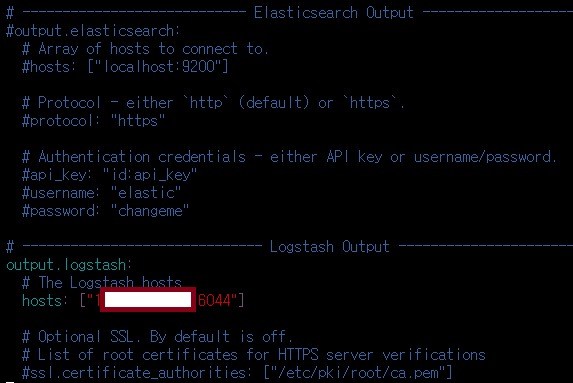 # ---------------------------- Elasticsearch Output ----------------------------
#output.elasticsearch:
# Array of hosts to connect to.
#hosts: ["localhost:9200"]
# Protocol - either `http` (default) or `https`.
#protocol: "https"
# Authentication credentials - either API key or username/password.
#api_key: "id:api_key"
#username: "elastic"
#password: "changeme"
# ------------------------------ Logstash Output -------------------------------
output.logstash:
# The Logstash hosts
hosts: ["1 6044"]
# Optional SSL. By default is off.
# List of root certificates for HTTPS server verifications
#ssl.certificate_authorities: ["/etc/pki/root/ca.pem"]